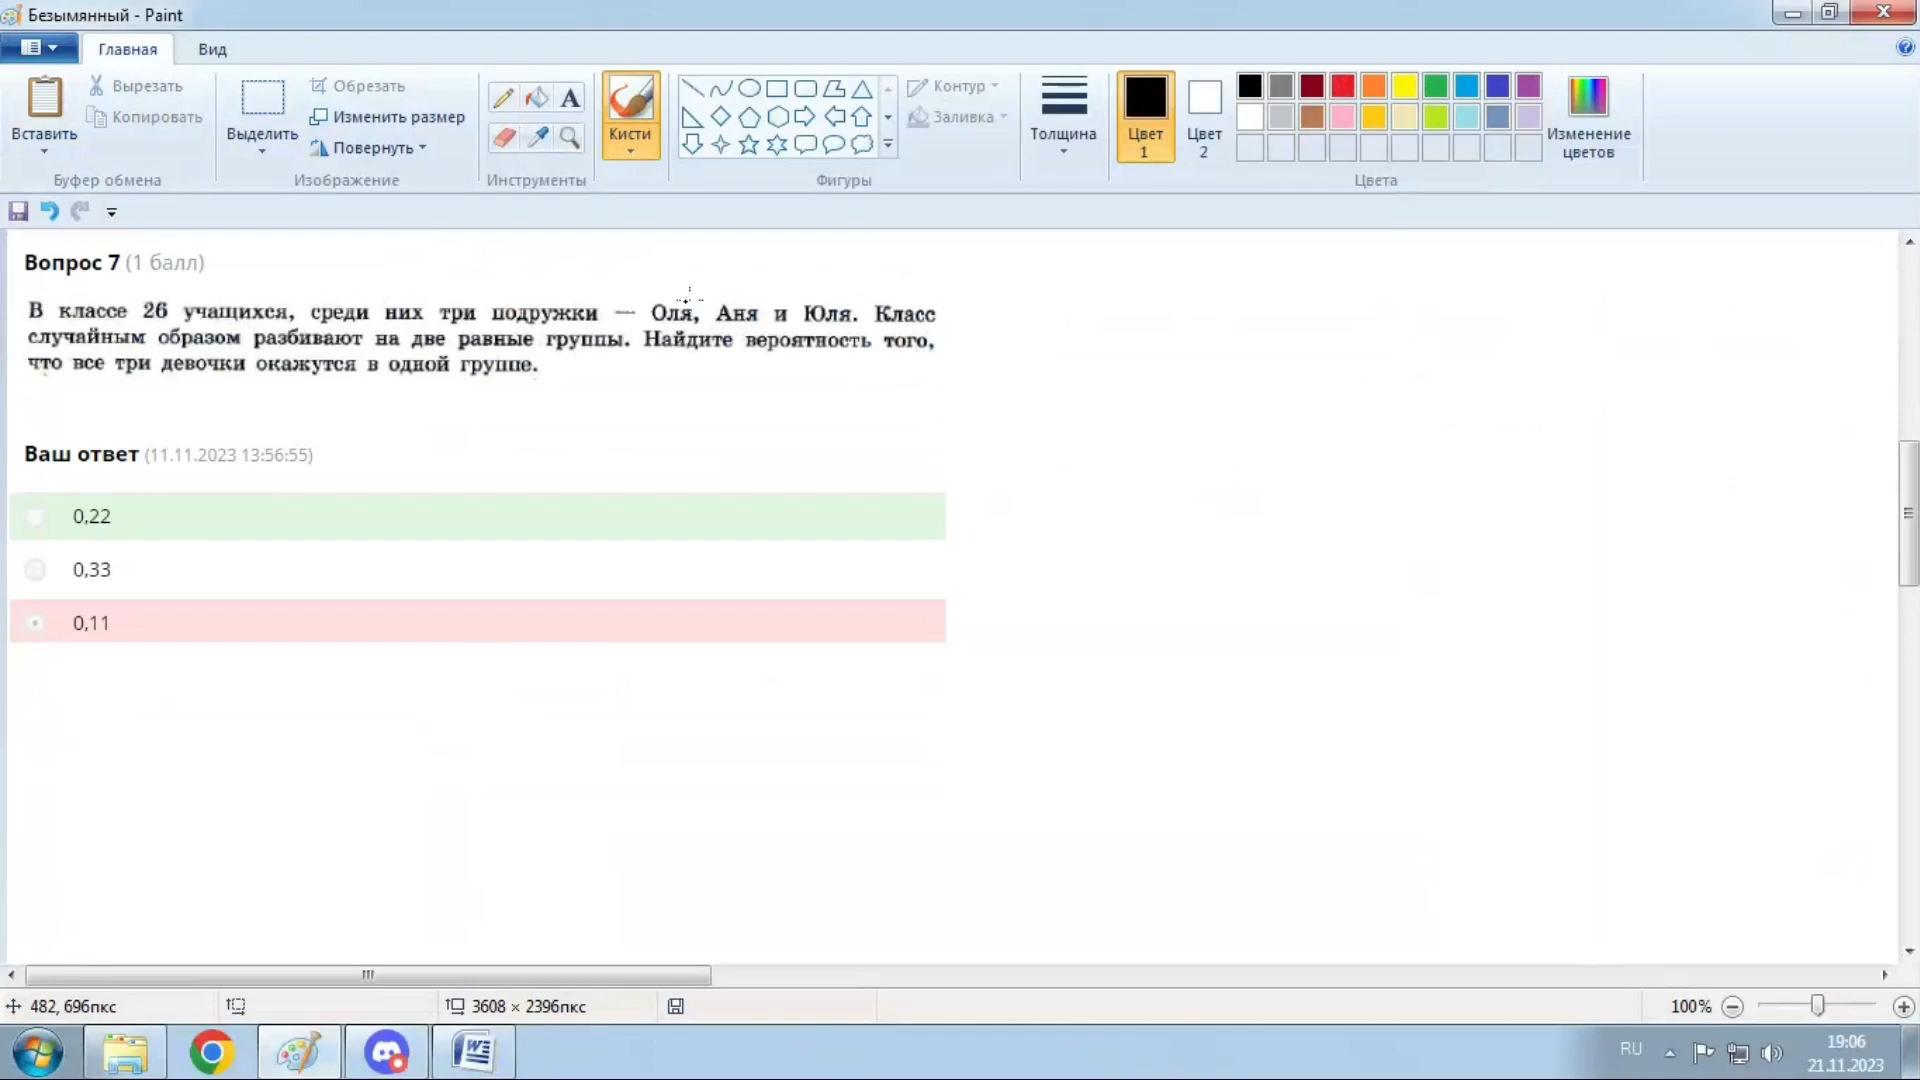 Безымянный - Paint
Главная
Вид
Вставить
Вырезать
Копировать
Буфер обмена
Выделить
Обрезать
Изменить размер
Повернуть
Изображение
Инструменты
Кисти
Фигуры
Контур
Заливка
Толщина
Цвет 1
Цвет 2
Изменение цветов
Цвета
Вопрос 7 (1 балл)
В классе 26 учащихся, среди них три подружки — Оля, Аня и Юля. Класс
случайным образом разбивают на две равные группы. Найдите вероятность того,
что все три девочки окажутся в одной группе.
Ваш ответ (11.11.2023 13:56:55)
0,22
0,33
0,11
482, 696пкс
3608 × 2396пкс
100%
RU
19:06
21.11.2023